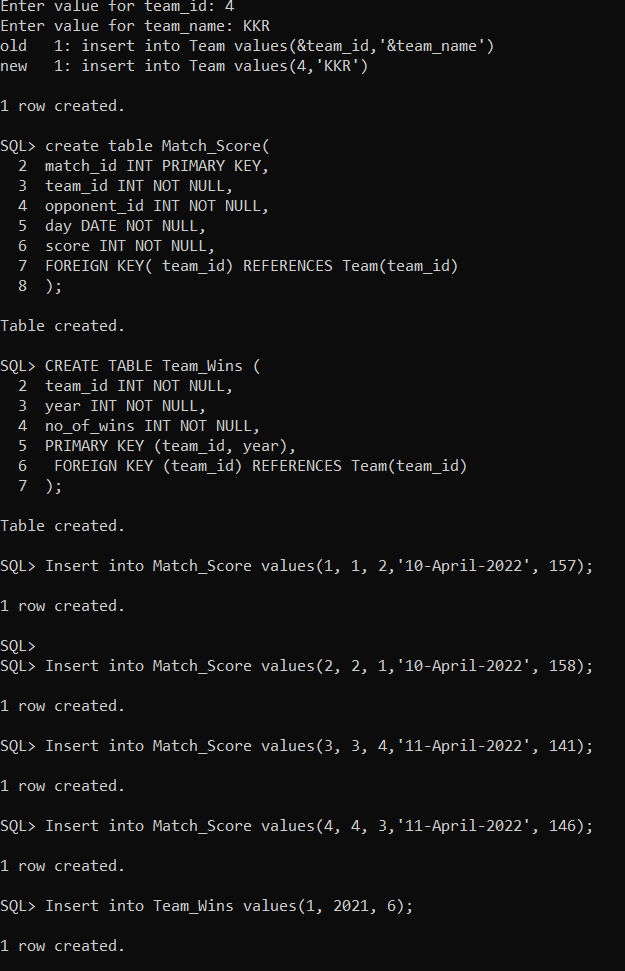 Enter value for team_id: 4
Enter value for team_name: KKR
old   1: insert into Team values(&team_id,'&team_name')
new   1: insert into Team values(4,'KKR')
1 row created.
SQL> create table Match_Score(
  2  match_id INT PRIMARY KEY,
  3  team_id INT NOT NULL,
  4  opponent_id INT NOT NULL,
  5  day DATE NOT NULL,
  6  score INT NOT NULL,
  7  FOREIGN KEY( team_id) REFERENCES Team(team_id)
  8  );
Table created.
SQL> CREATE TABLE Team_Wins (
  2  team_id INT NOT NULL,
  3  year INT NOT NULL,
  4  no_of_wins INT NOT NULL,
  5  PRIMARY KEY (team_id, year),
  6   FOREIGN KEY (team_id) REFERENCES Team(team_id)
  7  );
Table created.
SQL> Insert into Match_Score values(1, 1, 2,'10-April-2022', 157);
1 row created.
SQL>
SQL> Insert into Match_Score values(2, 2, 1,'10-April-2022', 158);
1 row created.
SQL> Insert into Match_Score values(3, 3, 4,'11-April-2022', 141);
1 row created.
SQL> Insert into Match_Score values(4, 4, 3,'11-April-2022', 146);
1 row created.
SQL> Insert into Team_Wins values(1, 2021, 6);
1 row created.